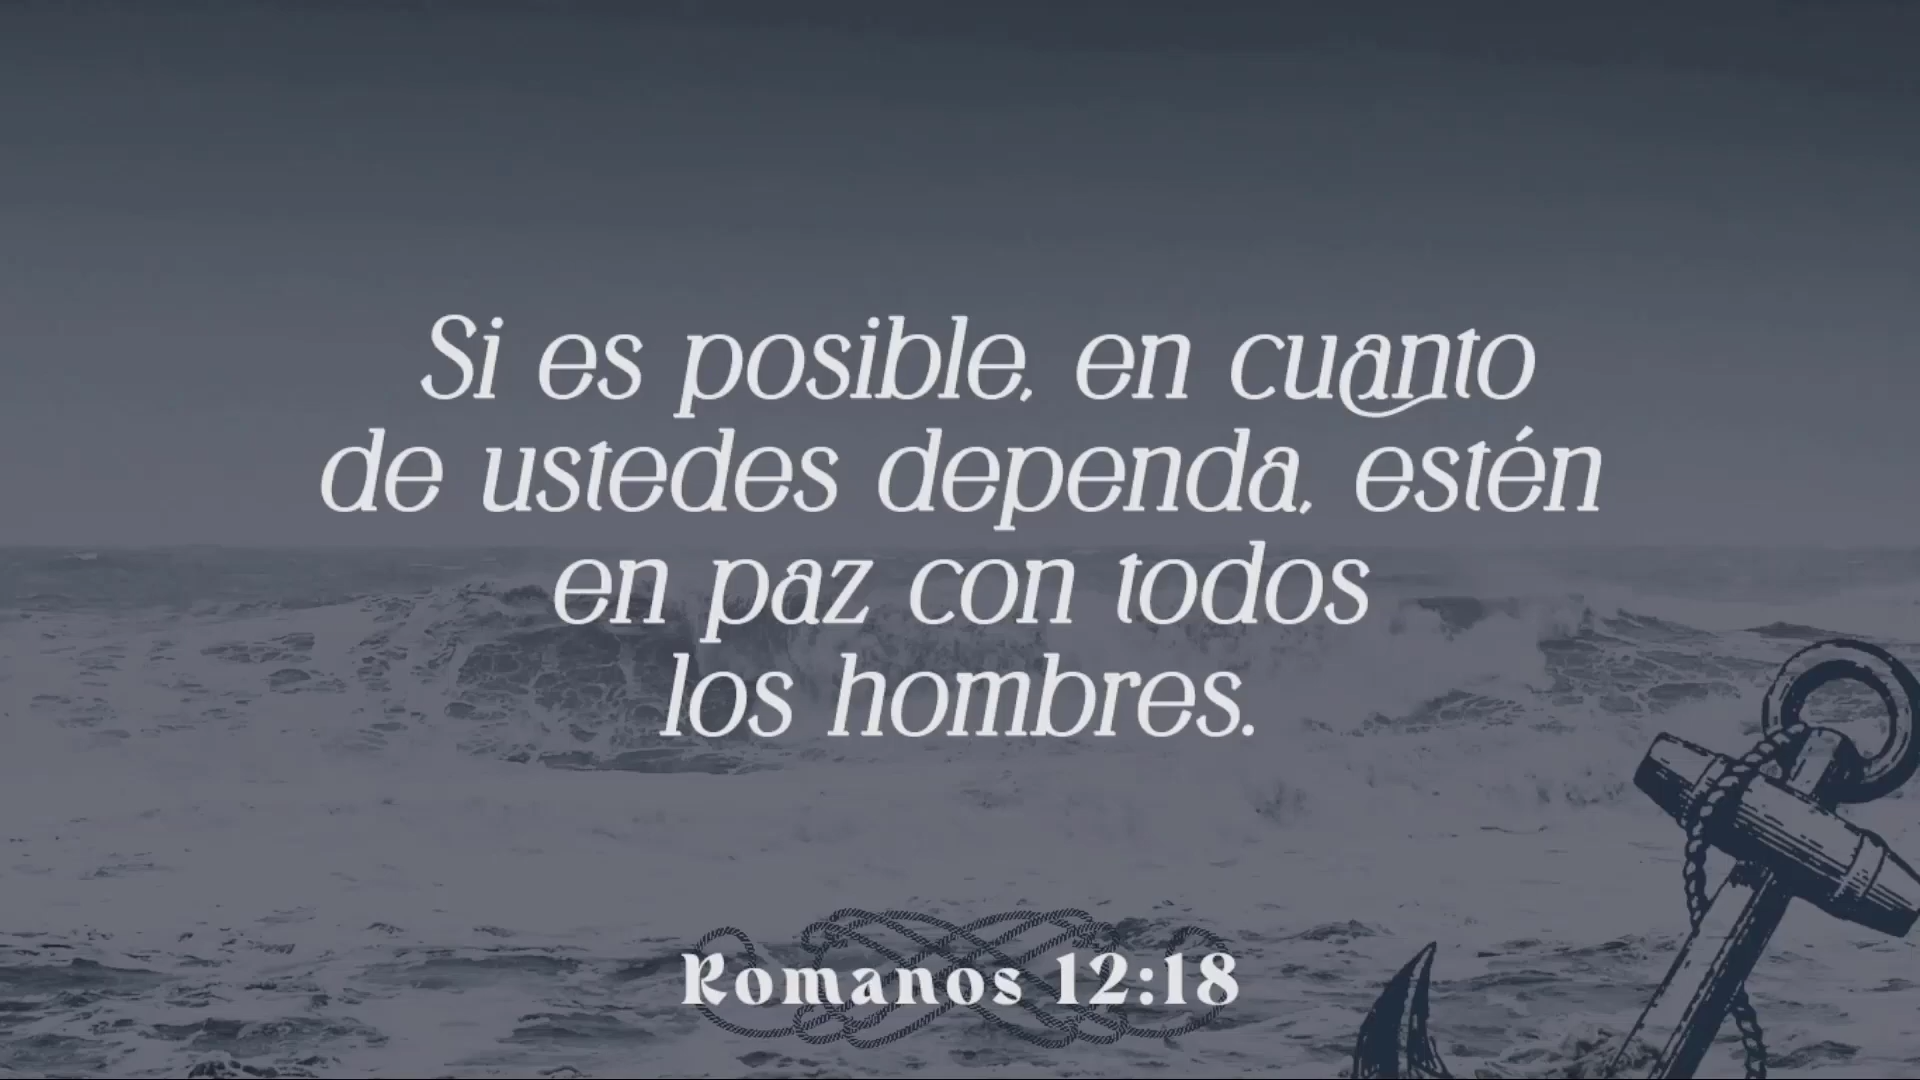 Si es posible, en cuanto
de ustedes dependa, estén
en paz con todos
los hombres.
Romanos 12:18